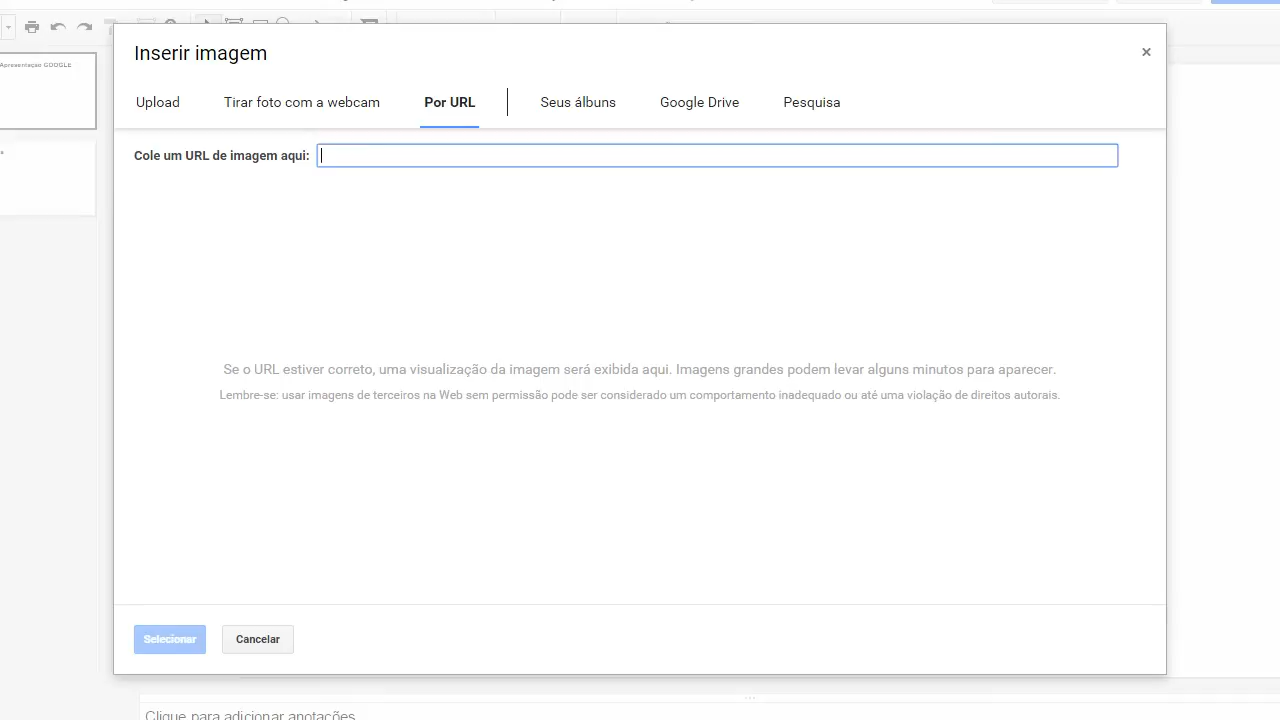 Inserir imagem
Upload
Tirar foto com a webcam
Por URL
Seus álbuns
Google Drive
Pesquisa
Cole um URL de imagem aqui:
Se o URL estiver correto, uma visualização da imagem será exibida aqui. Imagens grandes podem levar alguns minutos para aparecer.
Lembre-se: usar imagens de terceiros na Web sem permissão pode ser considerado um comportamento inadequado ou até uma violação de direitos autorais.
Selecionar
Cancelar
Apresentação GOOGLE
Clique para adicionar anotações